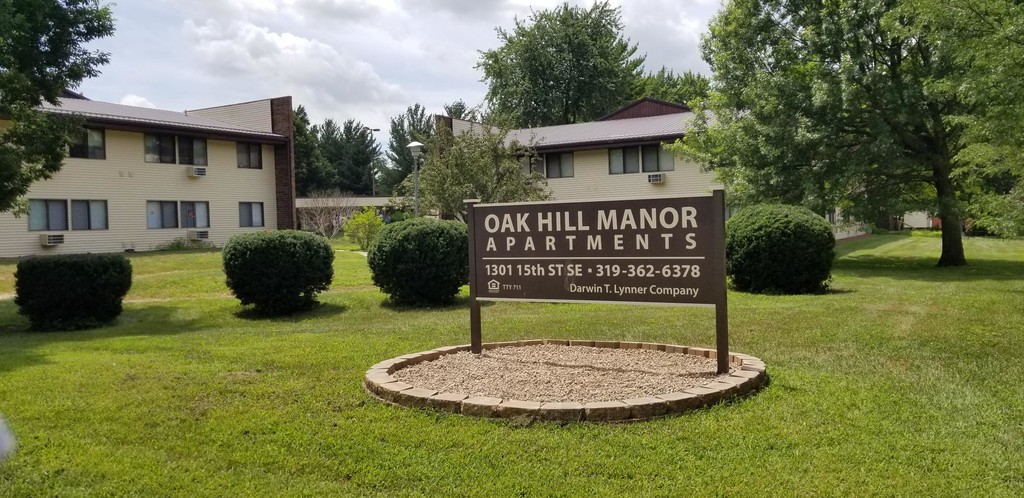 OAK HILL MANOR
APARTMENTS
1301 15th ST SE • 319-362-6378
TTY 711 Darwin T. Lynner Company